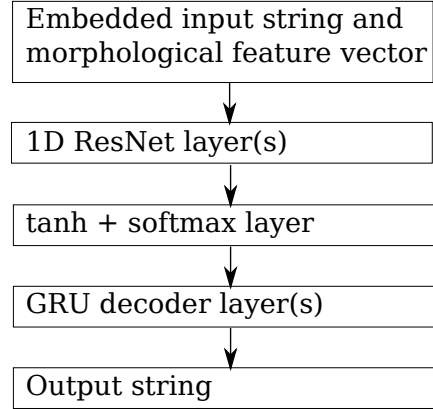 Embedded input string and
morphological feature vector
1D ResNet layer(s)
tanh + softmax layer
GRU decoder layer(s)
Output string